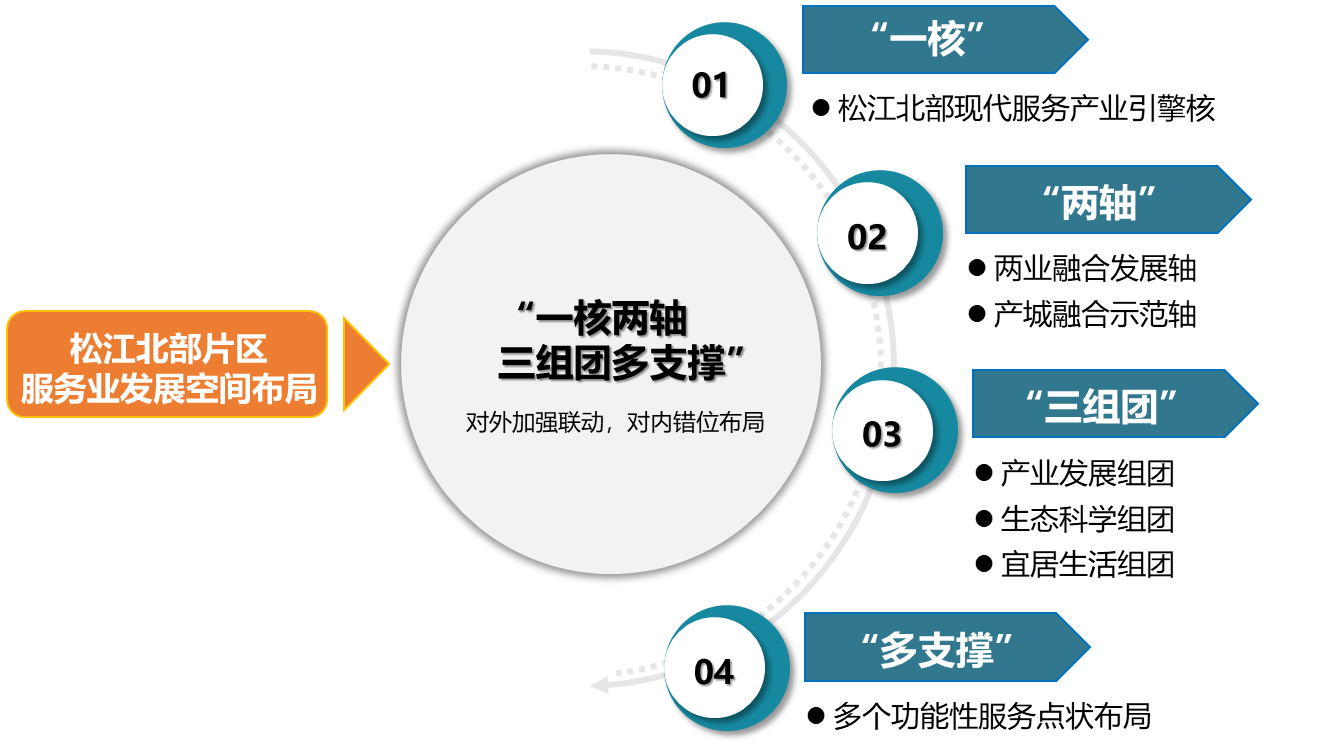 松江北部片区
服务业发展空间布局
“一核两轴
三组团多支撑”
对外加强联动，对内错位布局
01
“一核”
● 松江北部现代服务产业引擎核
02
“两轴”
● 两业融合发展轴
● 产城融合示范轴
03
“三组团”
● 产业发展组团
● 生态科学组团
● 宜居生活组团
04
“多支撑”
● 多个功能性服务点状布局